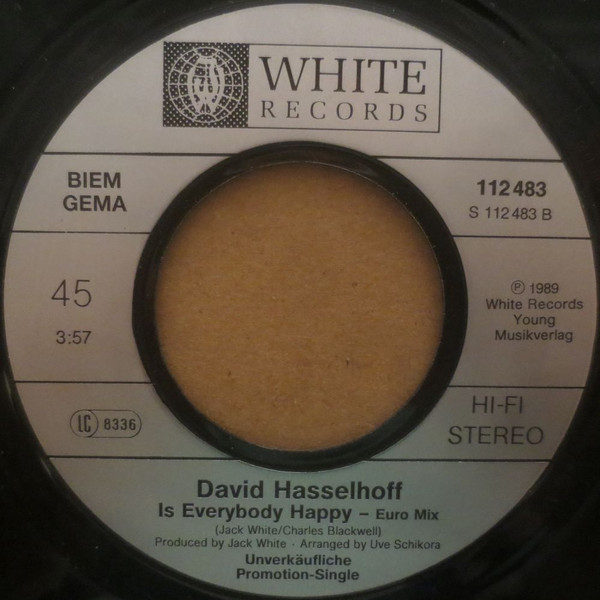 WHITE
RECORDS
BIEM
GEMA
112 483
S 112 483 B
45
3:57
℗ 1989
White Records
Young
Musikverlag
LC 8336
HI-FI
STEREO
David Hasselhoff
Is Everybody Happy – Euro Mix
(Jack White/Charles Blackwell)
Produced by Jack White · Arranged by Uve Schikora
Unverkäufliche
Promotion-Single